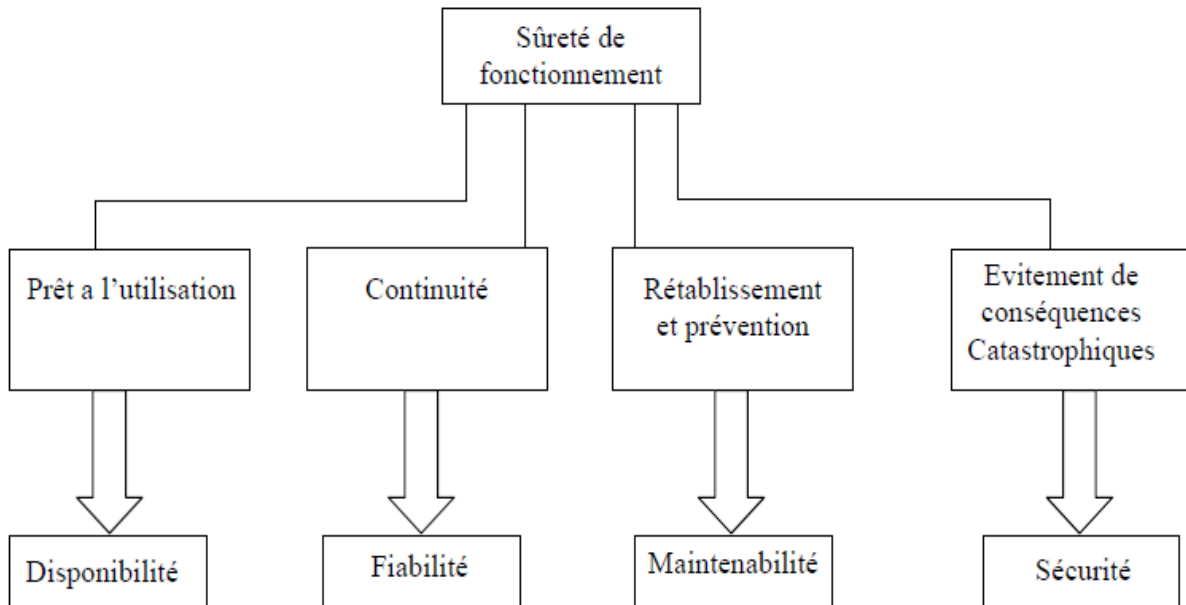 Sûreté de
fonctionnement
Prêt a l’utilisation
Continuité
Rétablissement
et prévention
Evitement de
conséquences
Catastrophiques
Disponibilité
Fiabilité
Maintenabilité
Sécurité